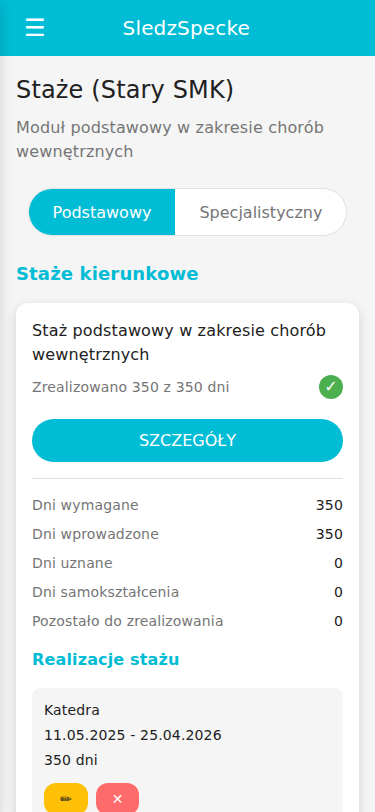 SledzSpecke
Staże (Stary SMK)
Moduł podstawowy w zakresie chorób
wewnętrznych
Podstawowy
Specjalistyczny
Staże kierunkowe
Staż podstawowy w zakresie chorób
wewnętrznych
Zrealizowano 350 z 350 dni
SZCZEGÓŁY
Dni wymagane 350
Dni wprowadzone 350
Dni uznane 0
Dni samokształcenia 0
Pozostało do zrealizowania 0
Realizacje stażu
Katedra
11.05.2025 - 25.04.2026
350 dni